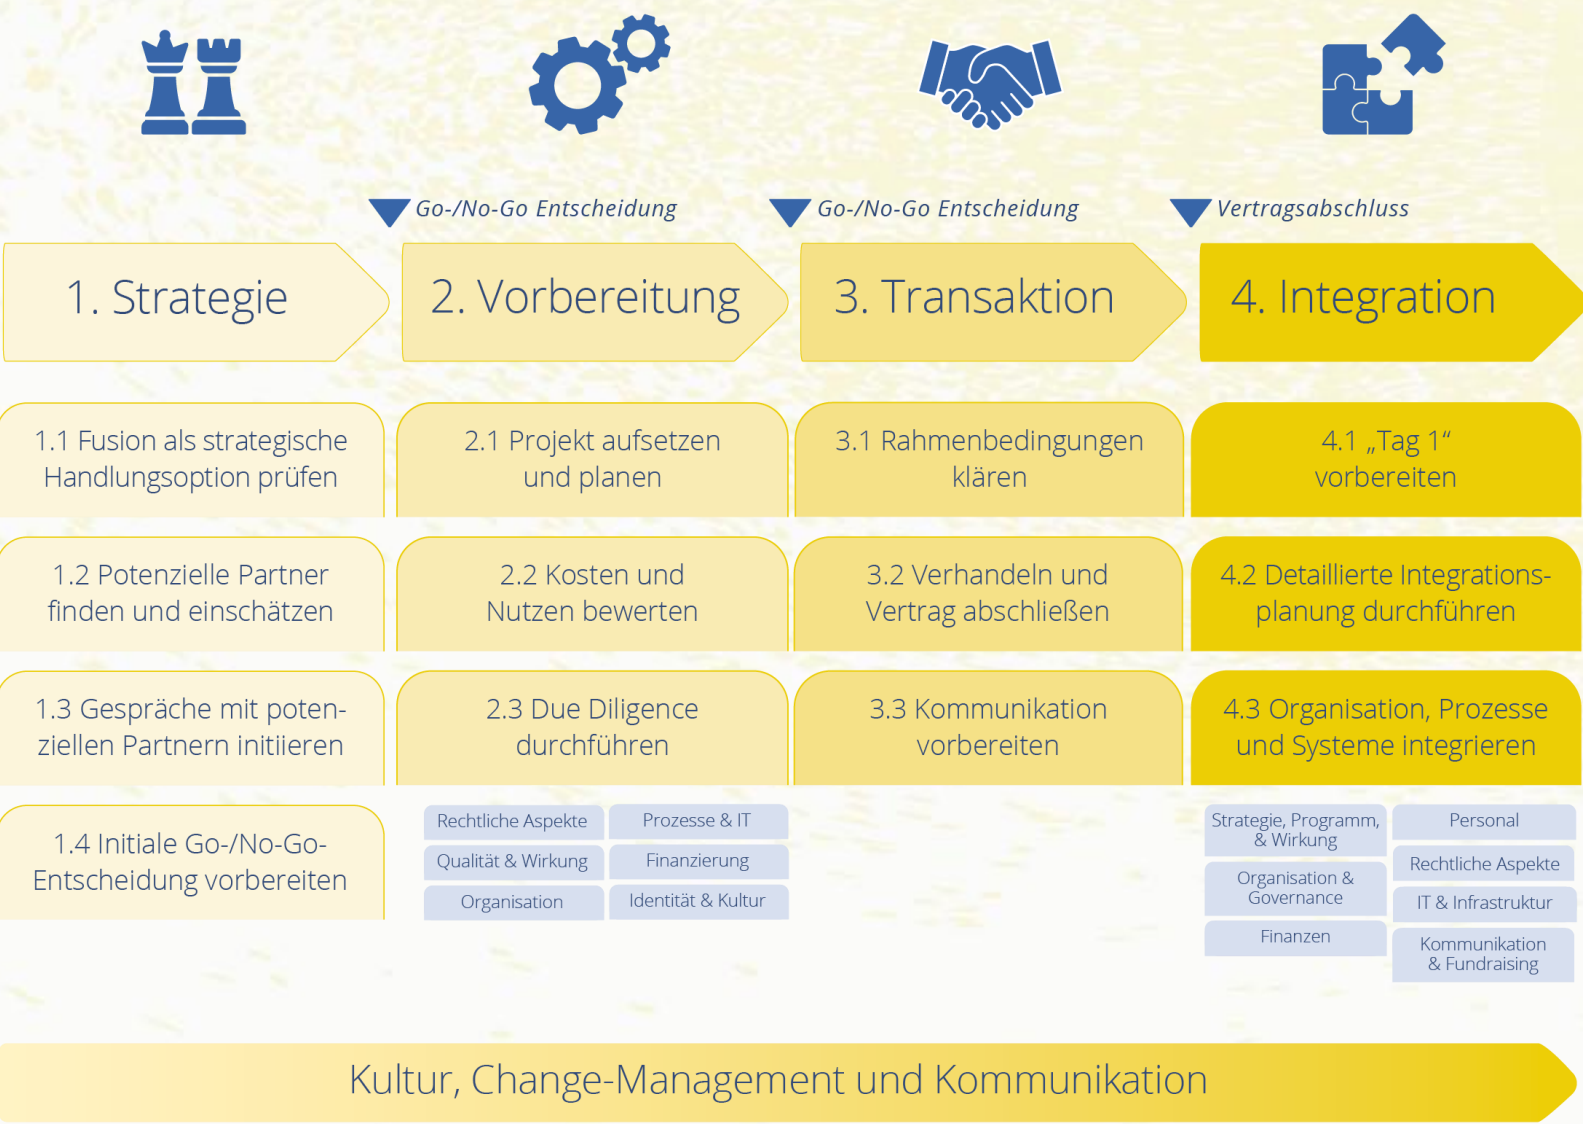 Go-/No-Go Entscheidung
Go-/No-Go Entscheidung
Vertragsabschluss
1. Strategie
2. Vorbereitung
3. Transaktion
4. Integration
1.1 Fusion als strategische
Handlungsoption prüfen
2.1 Projekt aufsetzen
und planen
3.1 Rahmenbedingungen
klären
4.1 „Tag 1“
vorbereiten
1.2 Potenzielle Partner
finden und einschätzen
2.2 Kosten und
Nutzen bewerten
3.2 Verhandeln und
Vertrag abschließen
4.2 Detaillierte Integrations-
planung durchführen
1.3 Gespräche mit poten-
ziellen Partnern initiieren
2.3 Due Diligence
durchführen
3.3 Kommunikation
vorbereiten
4.3 Organisation, Prozesse
und Systeme integrieren
1.4 Initiale Go-/No-Go-
Entscheidung vorbereiten
Rechtliche Aspekte
Prozesse & IT
Qualität & Wirkung
Finanzierung
Organisation
Identität & Kultur
Strategie, Programm,
& Wirkung
Personal
Organisation &
Governance
Rechtliche Aspekte
IT & Infrastruktur
Finanzen
Kommunikation
& Fundraising
Kultur, Change-Management und Kommunikation